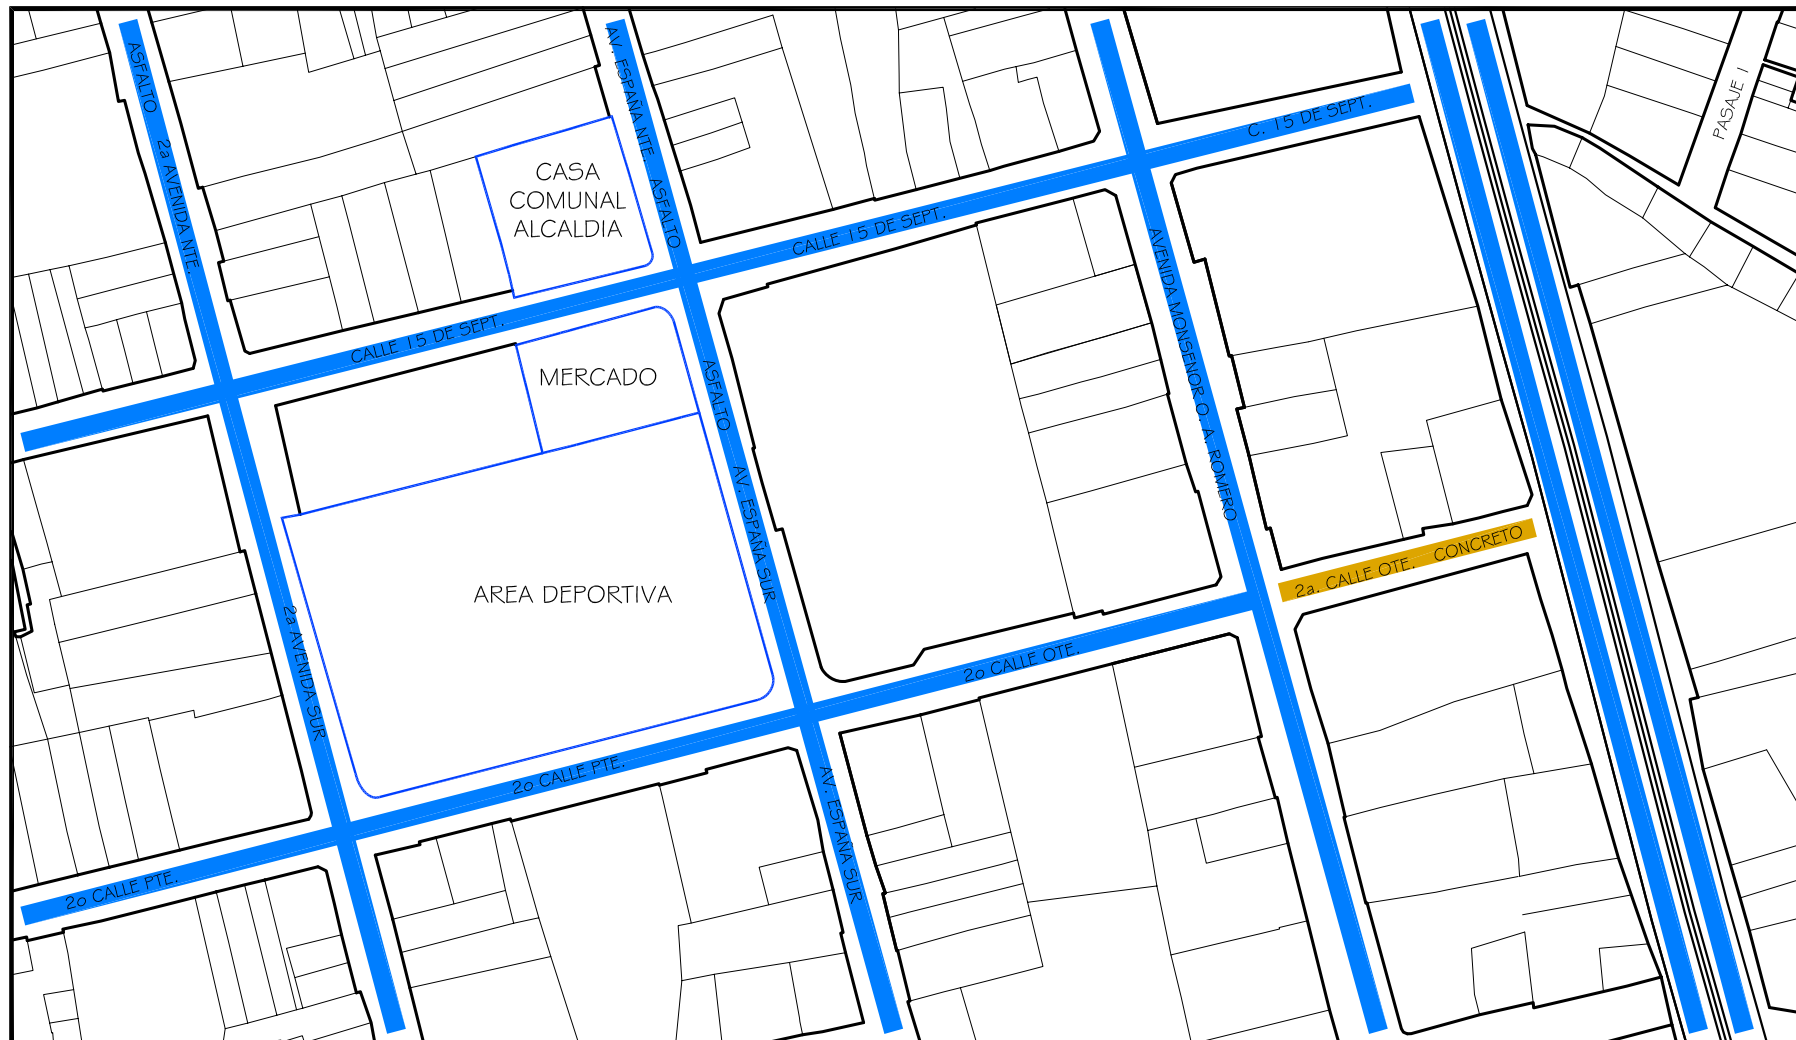 ASFALTO
2a AVENIDA NTE.
AV. ESPAÑA NTE.
ASFALTO
CASA
COMUNAL
ALCALDIA
C. 15 DE SEPT.
PASAJE I
CALLE 15 DE SEPT.
CALLE 15 DE SEPT.
MERCADO
ASFALTO
AV. ESPAÑA SUR
AVENIDA MONSENOR O. A. ROMERO
2a. CALLE OTE. CONCRETO
AREA DEPORTIVA
2a AVENIDA SUR
2o CALLE OTE.
2o CALLE PTE.
AV. ESPAÑA SUR
2o CALLE PTE.